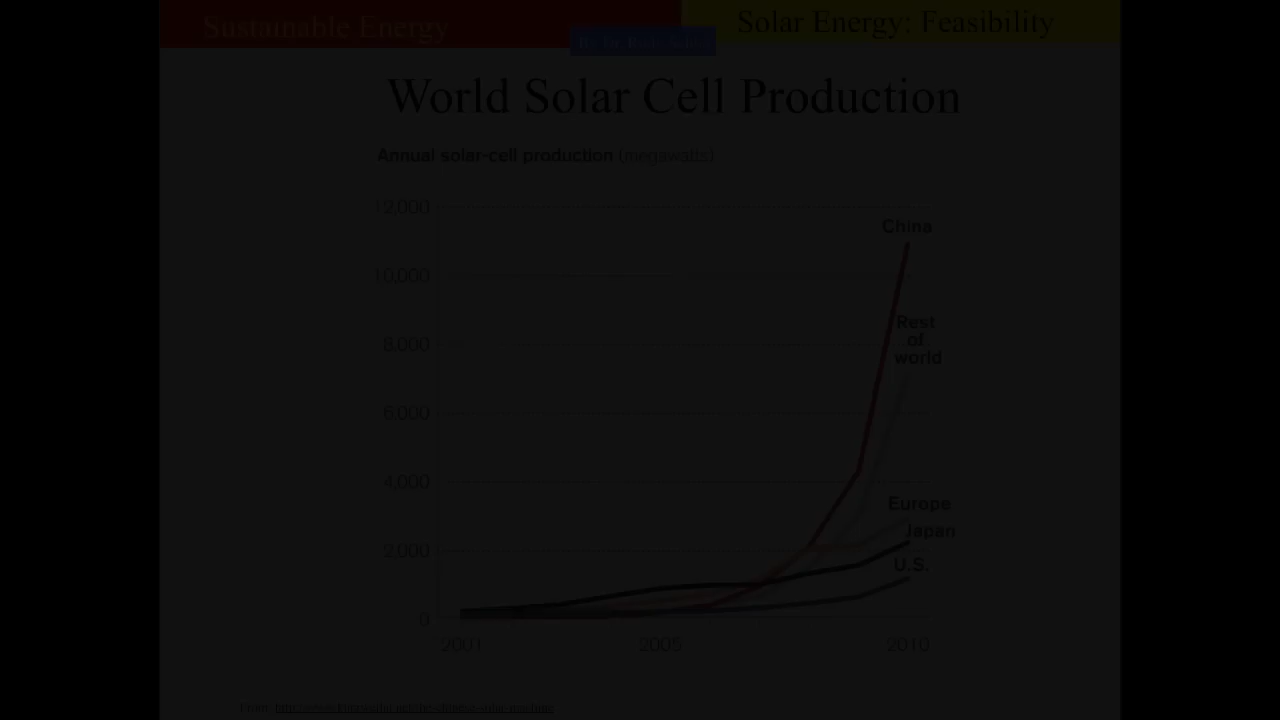 Sustainable Energy
Solar Energy: Feasibility
World Solar Cell Production
Annual solar-cell production (megawatts)
12,000
China
10,000
Rest
of
8,000
world
6,000
4,000
Europe
Japan
2,000
U.S.
0
2001 2005 2010
From: